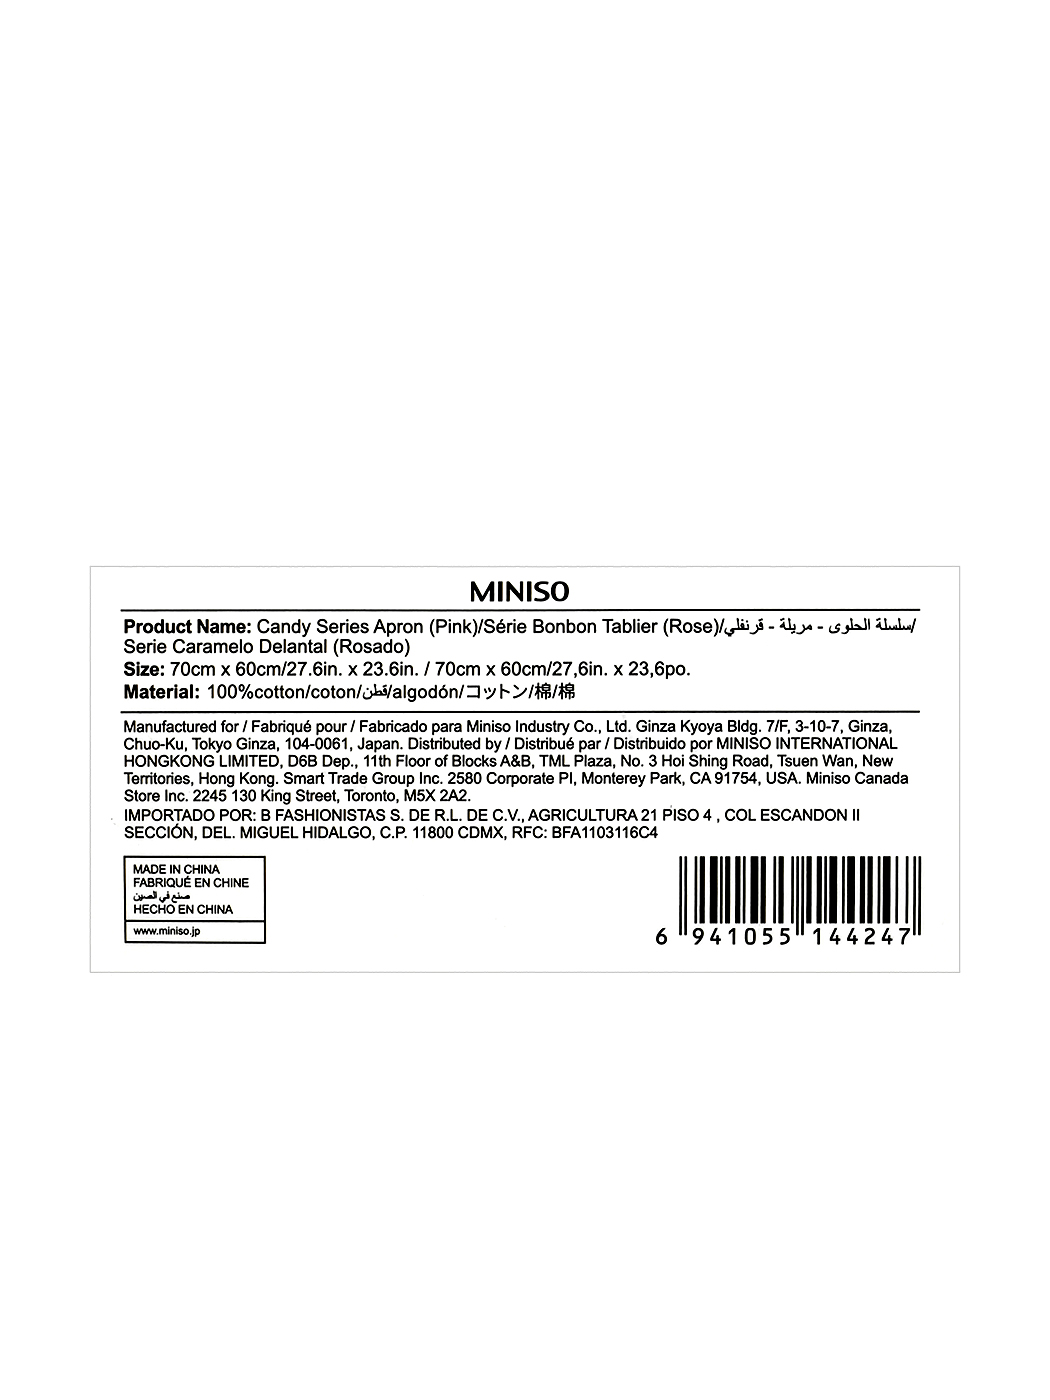 MINISO
Product Name: Candy Series Apron (Pink)/Série Bonbon Tablier (Rose)/سلسلة الحلوى - مريلة - قرنفلي/
Serie Caramelo Delantal (Rosado)
Size: 70cm x 60cm/27.6in. x 23.6in. / 70cm x 60cm/27,6in. x 23,6po.
Material: 100%cotton/coton/قطن/algodón/コットン/棉/棉
Manufactured for / Fabriqué pour / Fabricado para Miniso Industry Co., Ltd. Ginza Kyoya Bldg. 7/F, 3-10-7, Ginza,
Chuo-Ku, Tokyo Ginza, 104-0061, Japan. Distributed by / Distribué par / Distribuido por MINISO INTERNATIONAL
HONGKONG LIMITED, D6B Dep., 11th Floor of Blocks A&B, TML Plaza, No. 3 Hoi Shing Road, Tsuen Wan, New
Territories, Hong Kong. Smart Trade Group Inc. 2580 Corporate Pl, Monterey Park, CA 91754, USA. Miniso Canada
Store Inc. 2245 130 King Street, Toronto, M5X 2A2.
IMPORTADO POR: B FASHIONISTAS S. DE R.L. DE C.V., AGRICULTURA 21 PISO 4 , COL ESCANDON II
SECCIÓN, DEL. MIGUEL HIDALGO, C.P. 11800 CDMX, RFC: BFA1103116C4
MADE IN CHINA
FABRIQUÉ EN CHINE
صنع في الصين
HECHO EN CHINA
www.miniso.jp
6 941055 144247